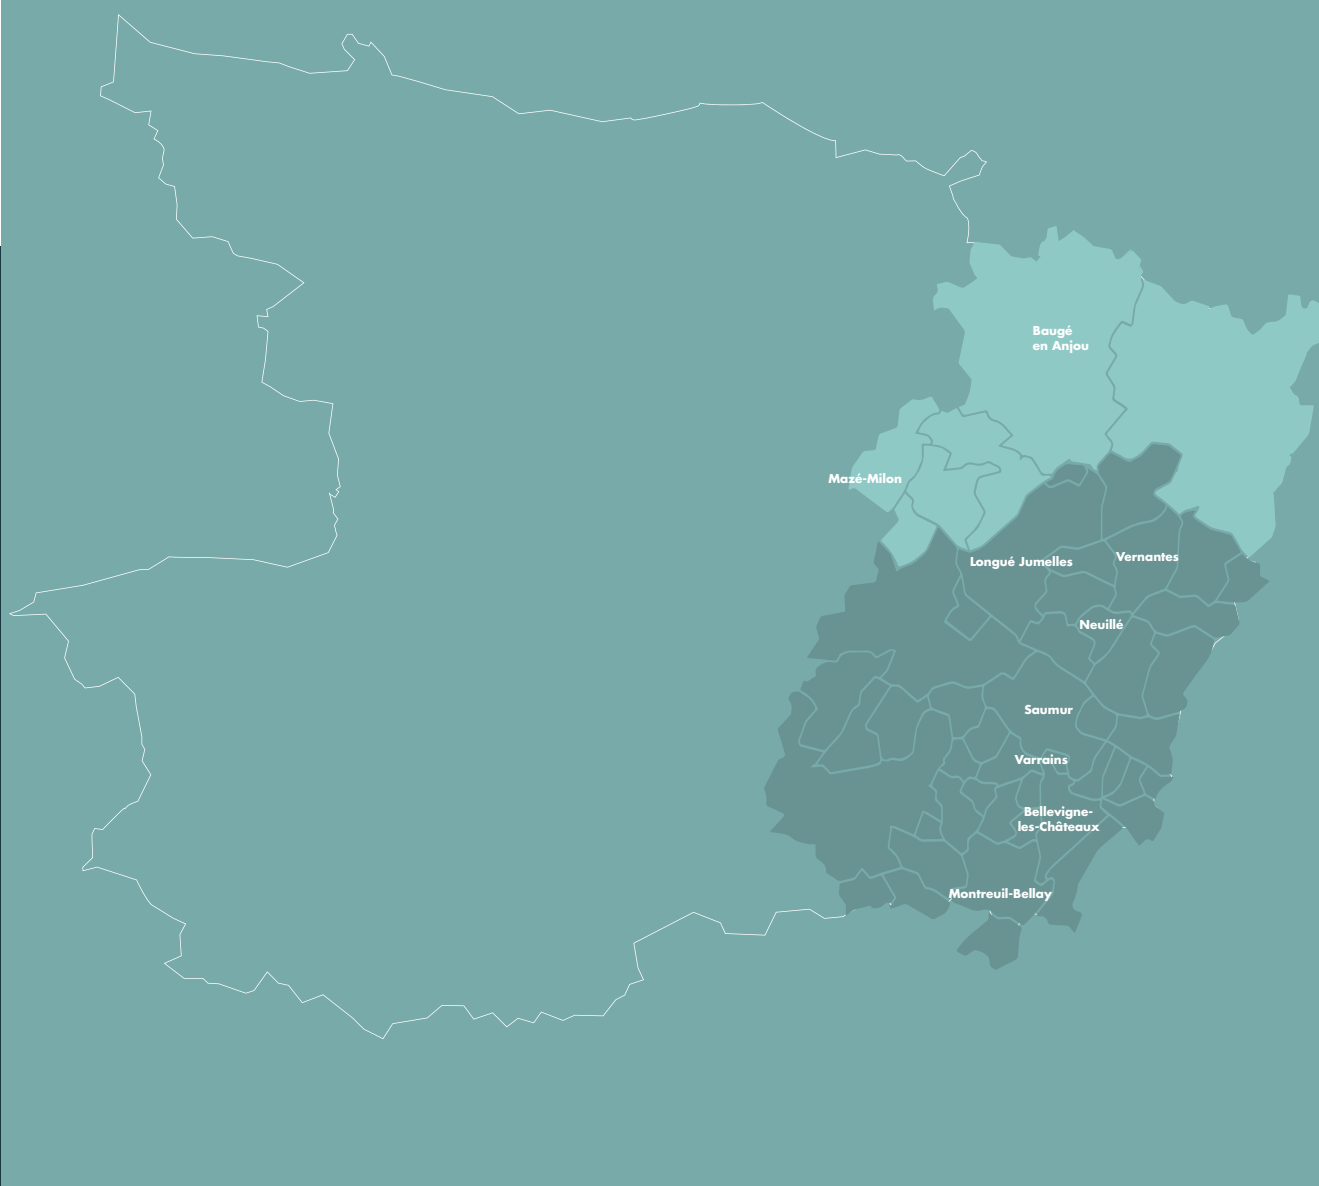 Baugé
en Anjou
Mazé-Milon
Longué Jumelles
Vernantes
Neuillé
Saumur
Varrains
Bellevigne-
les-Châteaux
Montreuil-Bellay